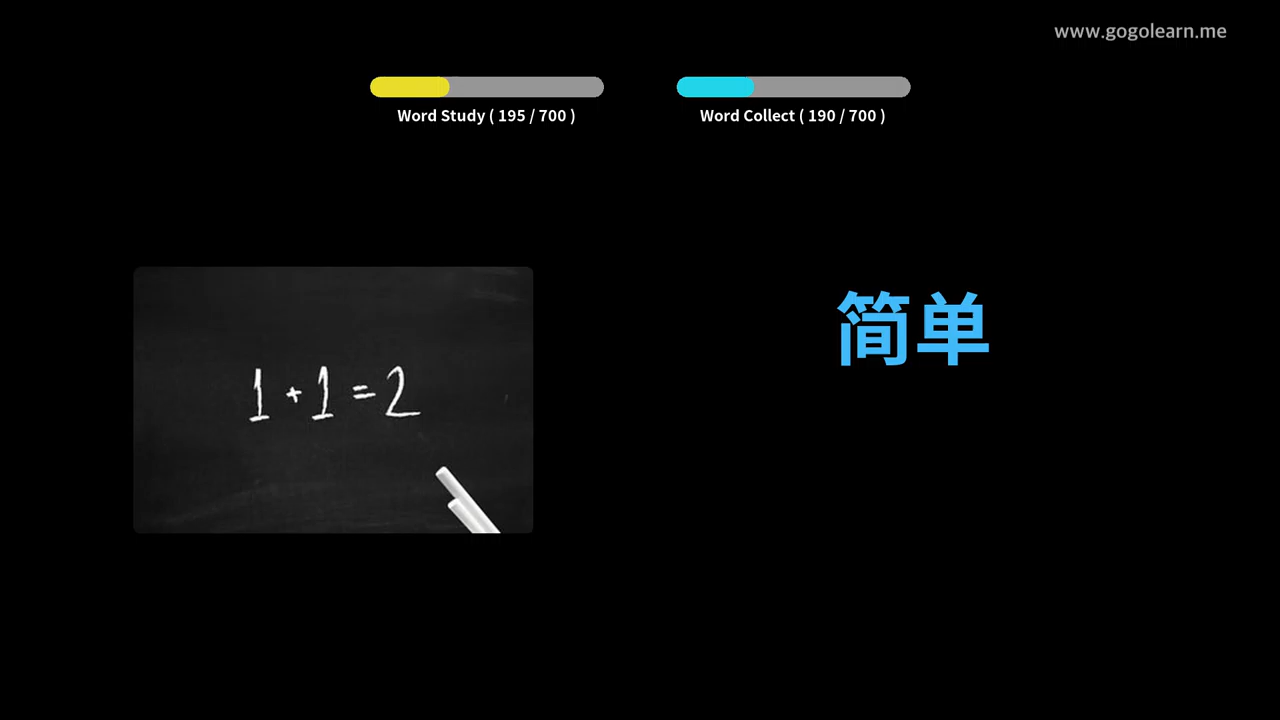 www.gogolearn.me
Word Study ( 195 / 700 )
Word Collect ( 190 / 700 )
1 + 1 = 2
简单